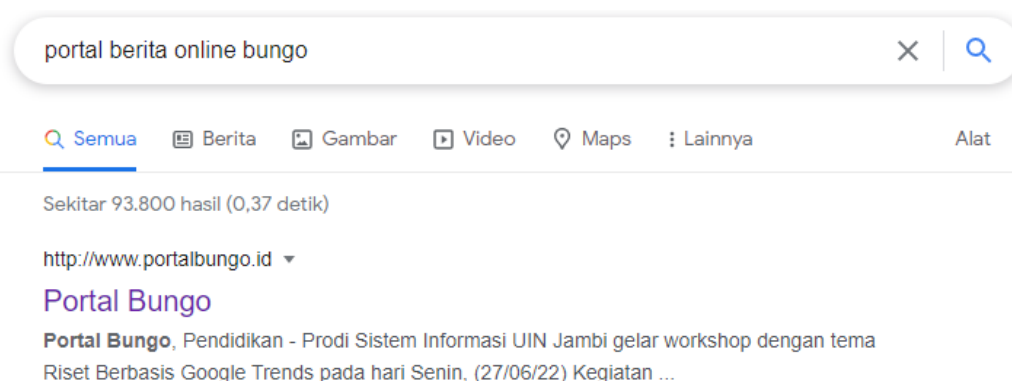 portal berita online bungo
Semua Berita Gambar Video Maps Lainnya Alat
Sekitar 93.800 hasil (0,37 detik)
http://www.portalbungo.id
Portal Bungo
Portal Bungo, Pendidikan - Prodi Sistem Informasi UIN Jambi gelar workshop dengan tema
Riset Berbasis Google Trends pada hari Senin, (27/06/22) Kegiatan ...